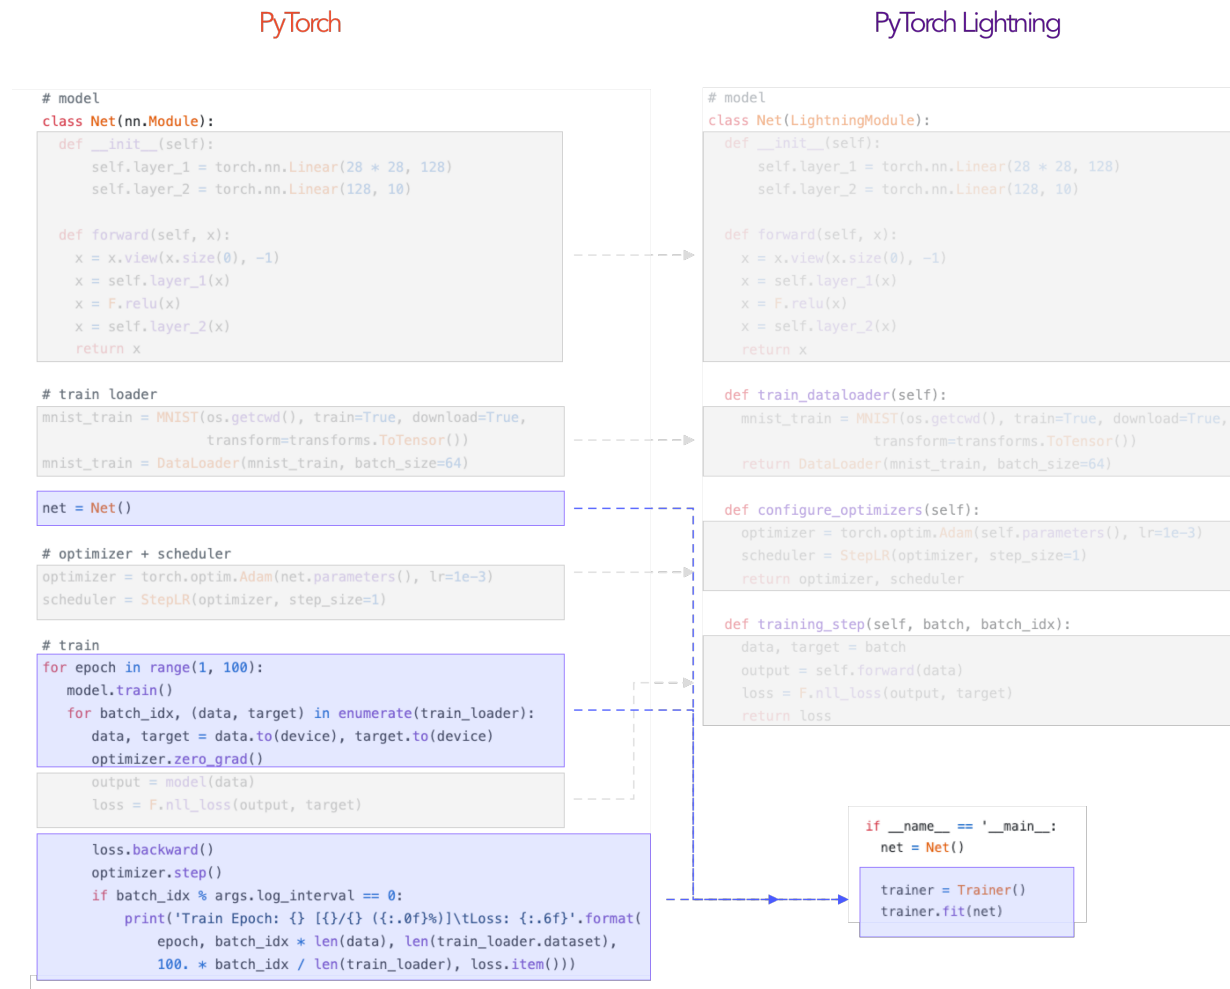 PyTorch
# model
class Net(nn.Module):
def __init__(self):
self.layer_1 = torch.nn.Linear(28 * 28, 128)
self.layer_2 = torch.nn.Linear(128, 10)
def forward(self, x):
x = x.view(x.size(0), -1)
x = self.layer_1(x)
x = F.relu(x)
x = self.layer_2(x)
return x
# train loader
mnist_train = MNIST(os.getcwd(), train=True, download=True,
transform=transforms.ToTensor())
mnist_train = DataLoader(mnist_train, batch_size=64)
net = Net()
# optimizer + scheduler
optimizer = torch.optim.Adam(net.parameters(), lr=1e-3)
scheduler = StepLR(optimizer, step_size=1)
# train
for epoch in range(1, 100):
model.train()
for batch_idx, (data, target) in enumerate(train_loader):
data, target = data.to(device), target.to(device)
optimizer.zero_grad()
output = model(data)
loss = F.nll_loss(output, target)
loss.backward()
optimizer.step()
if batch_idx % args.log_interval == 0:
print('Train Epoch: {} [{}/{} ({:.0f}%)]\tLoss: {:.6f}'.format(
epoch, batch_idx * len(data), len(train_loader.dataset),
100. * batch_idx / len(train_loader), loss.item()))
PyTorch Lightning
# model
class Net(LightningModule):
def __init__(self):
self.layer_1 = torch.nn.Linear(28 * 28, 128)
self.layer_2 = torch.nn.Linear(128, 10)
def forward(self, x):
x = x.view(x.size(0), -1)
x = self.layer_1(x)
x = F.relu(x)
x = self.layer_2(x)
return x
def train_dataloader(self):
mnist_train = MNIST(os.getcwd(), train=True, download=True,
transform=transforms.ToTensor())
return DataLoader(mnist_train, batch_size=64)
def configure_optimizers(self):
optimizer = torch.optim.Adam(self.parameters(), lr=1e-3)
scheduler = StepLR(optimizer, step_size=1)
return optimizer, scheduler
def training_step(self, batch, batch_idx):
data, target = batch
output = self.forward(data)
loss = F.nll_loss(output, target)
return loss
if __name__ == '__main__:
net = Net()
trainer = Trainer()
trainer.fit(net)